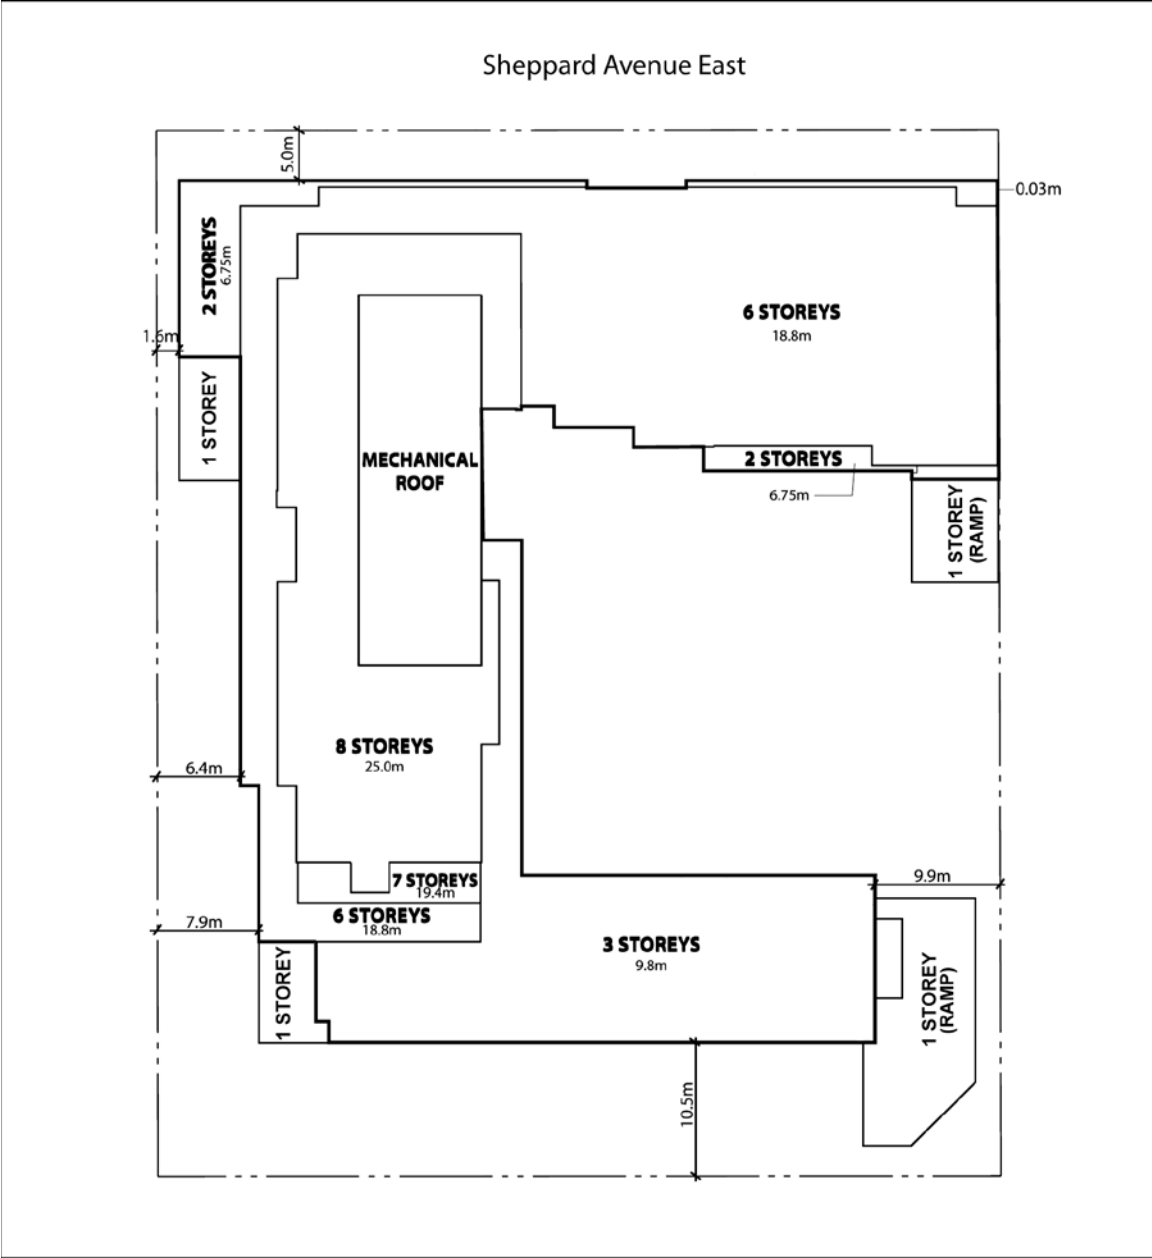 Sheppard Avenue East
5.0m
0.03m
2 STOREYS
6.75m
6 STOREYS
18.8m
1.6m
1 STOREY
MECHANICAL
ROOF
2 STOREYS
6.75m
1 STOREY
(RAMP)
8 STOREYS
25.0m
6.4m
7 STOREYS
19.4m
9.9m
6 STOREYS
18.8m
7.9m
3 STOREYS
9.8m
1 STOREY
1 STOREY
(RAMP)
10.5m